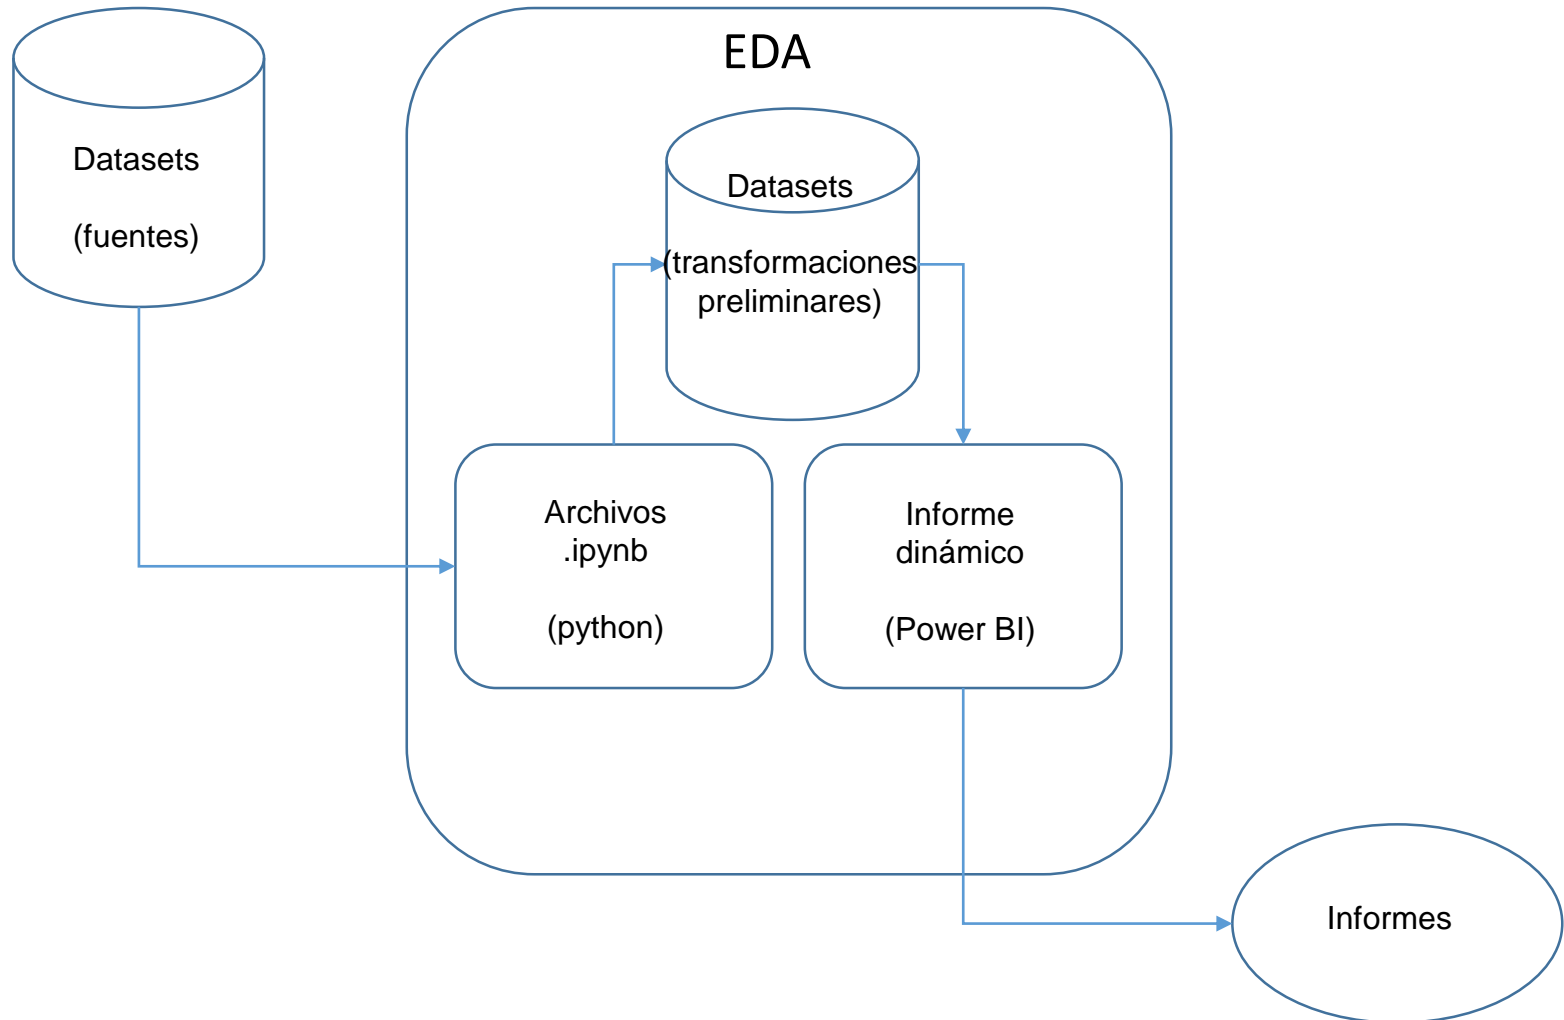 EDA
Datasets
(fuentes)
Datasets
(transformaciones
preliminares)
Archivos
.ipynb
(python)
Informe
dinámico
(Power BI)
Informes